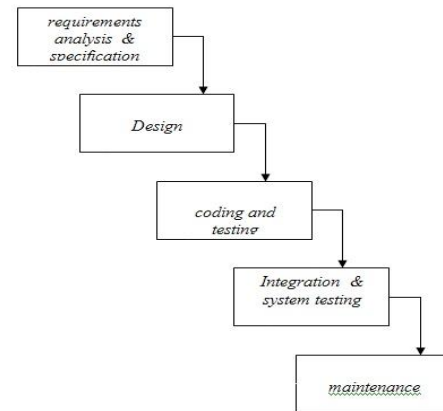 requirements
analysis &
specification
Design
coding and
testing
Integration &
system testing
maintenance